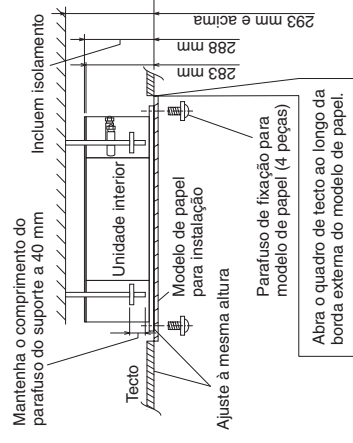 Mantenha o comprimento do
parafuso do suporte a 40 mm
Incluem isolamento
Tecto
Unidade interior
Modelo de papel
para instalação
Ajuste à mesma altura
283 mm
288 mm
293 mm e acima
Parafuso de fixação para
modelo de papel (4 peças)
Abra o quadro de tecto ao longo da
borda externa do modelo de papel.